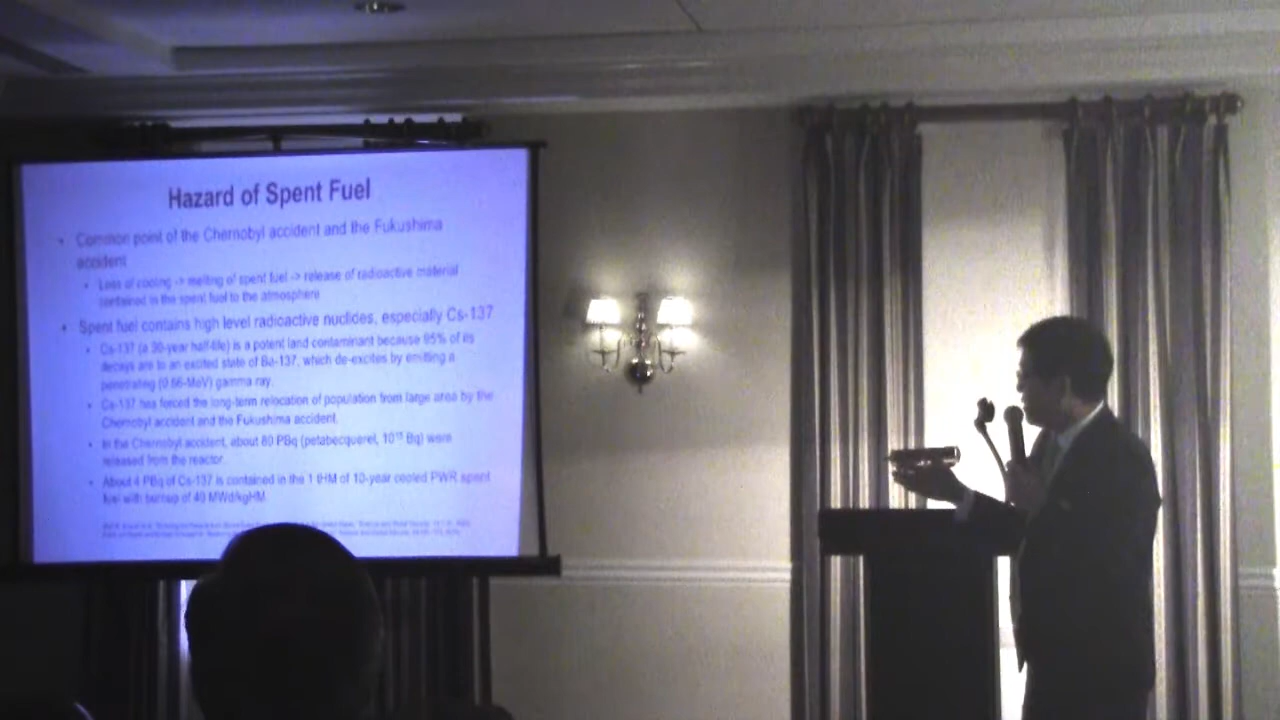 Hazard of Spent Fuel
• Common point of the Chernobyl accident and the Fukushima
accident
• Loss of cooling -> melting of spent fuel -> release of radioactive material
contained in the spent fuel to the atmosphere
• Spent fuel contains high level radioactive nuclides, especially Cs-137
• Cs-137 (a 30-year half-life) is a potent land contaminant because 95% of its
decays are to an excited state of Ba-137, which de-excites by emitting a
penetrating (0.66-MeV) gamma ray.
• Cs-137 has forced the long-term relocation of population from large area by the
Chernobyl accident and the Fukushima accident.
• In the Chernobyl accident, about 80 PBq (petabecquerel, 10¹⁵ Bq) were
released from the reactor.
• About 4 PBq of Cs-137 is contained in the 1 tHM of 10-year cooled PWR spent
fuel with burnup of 40 MWd/kgHM.